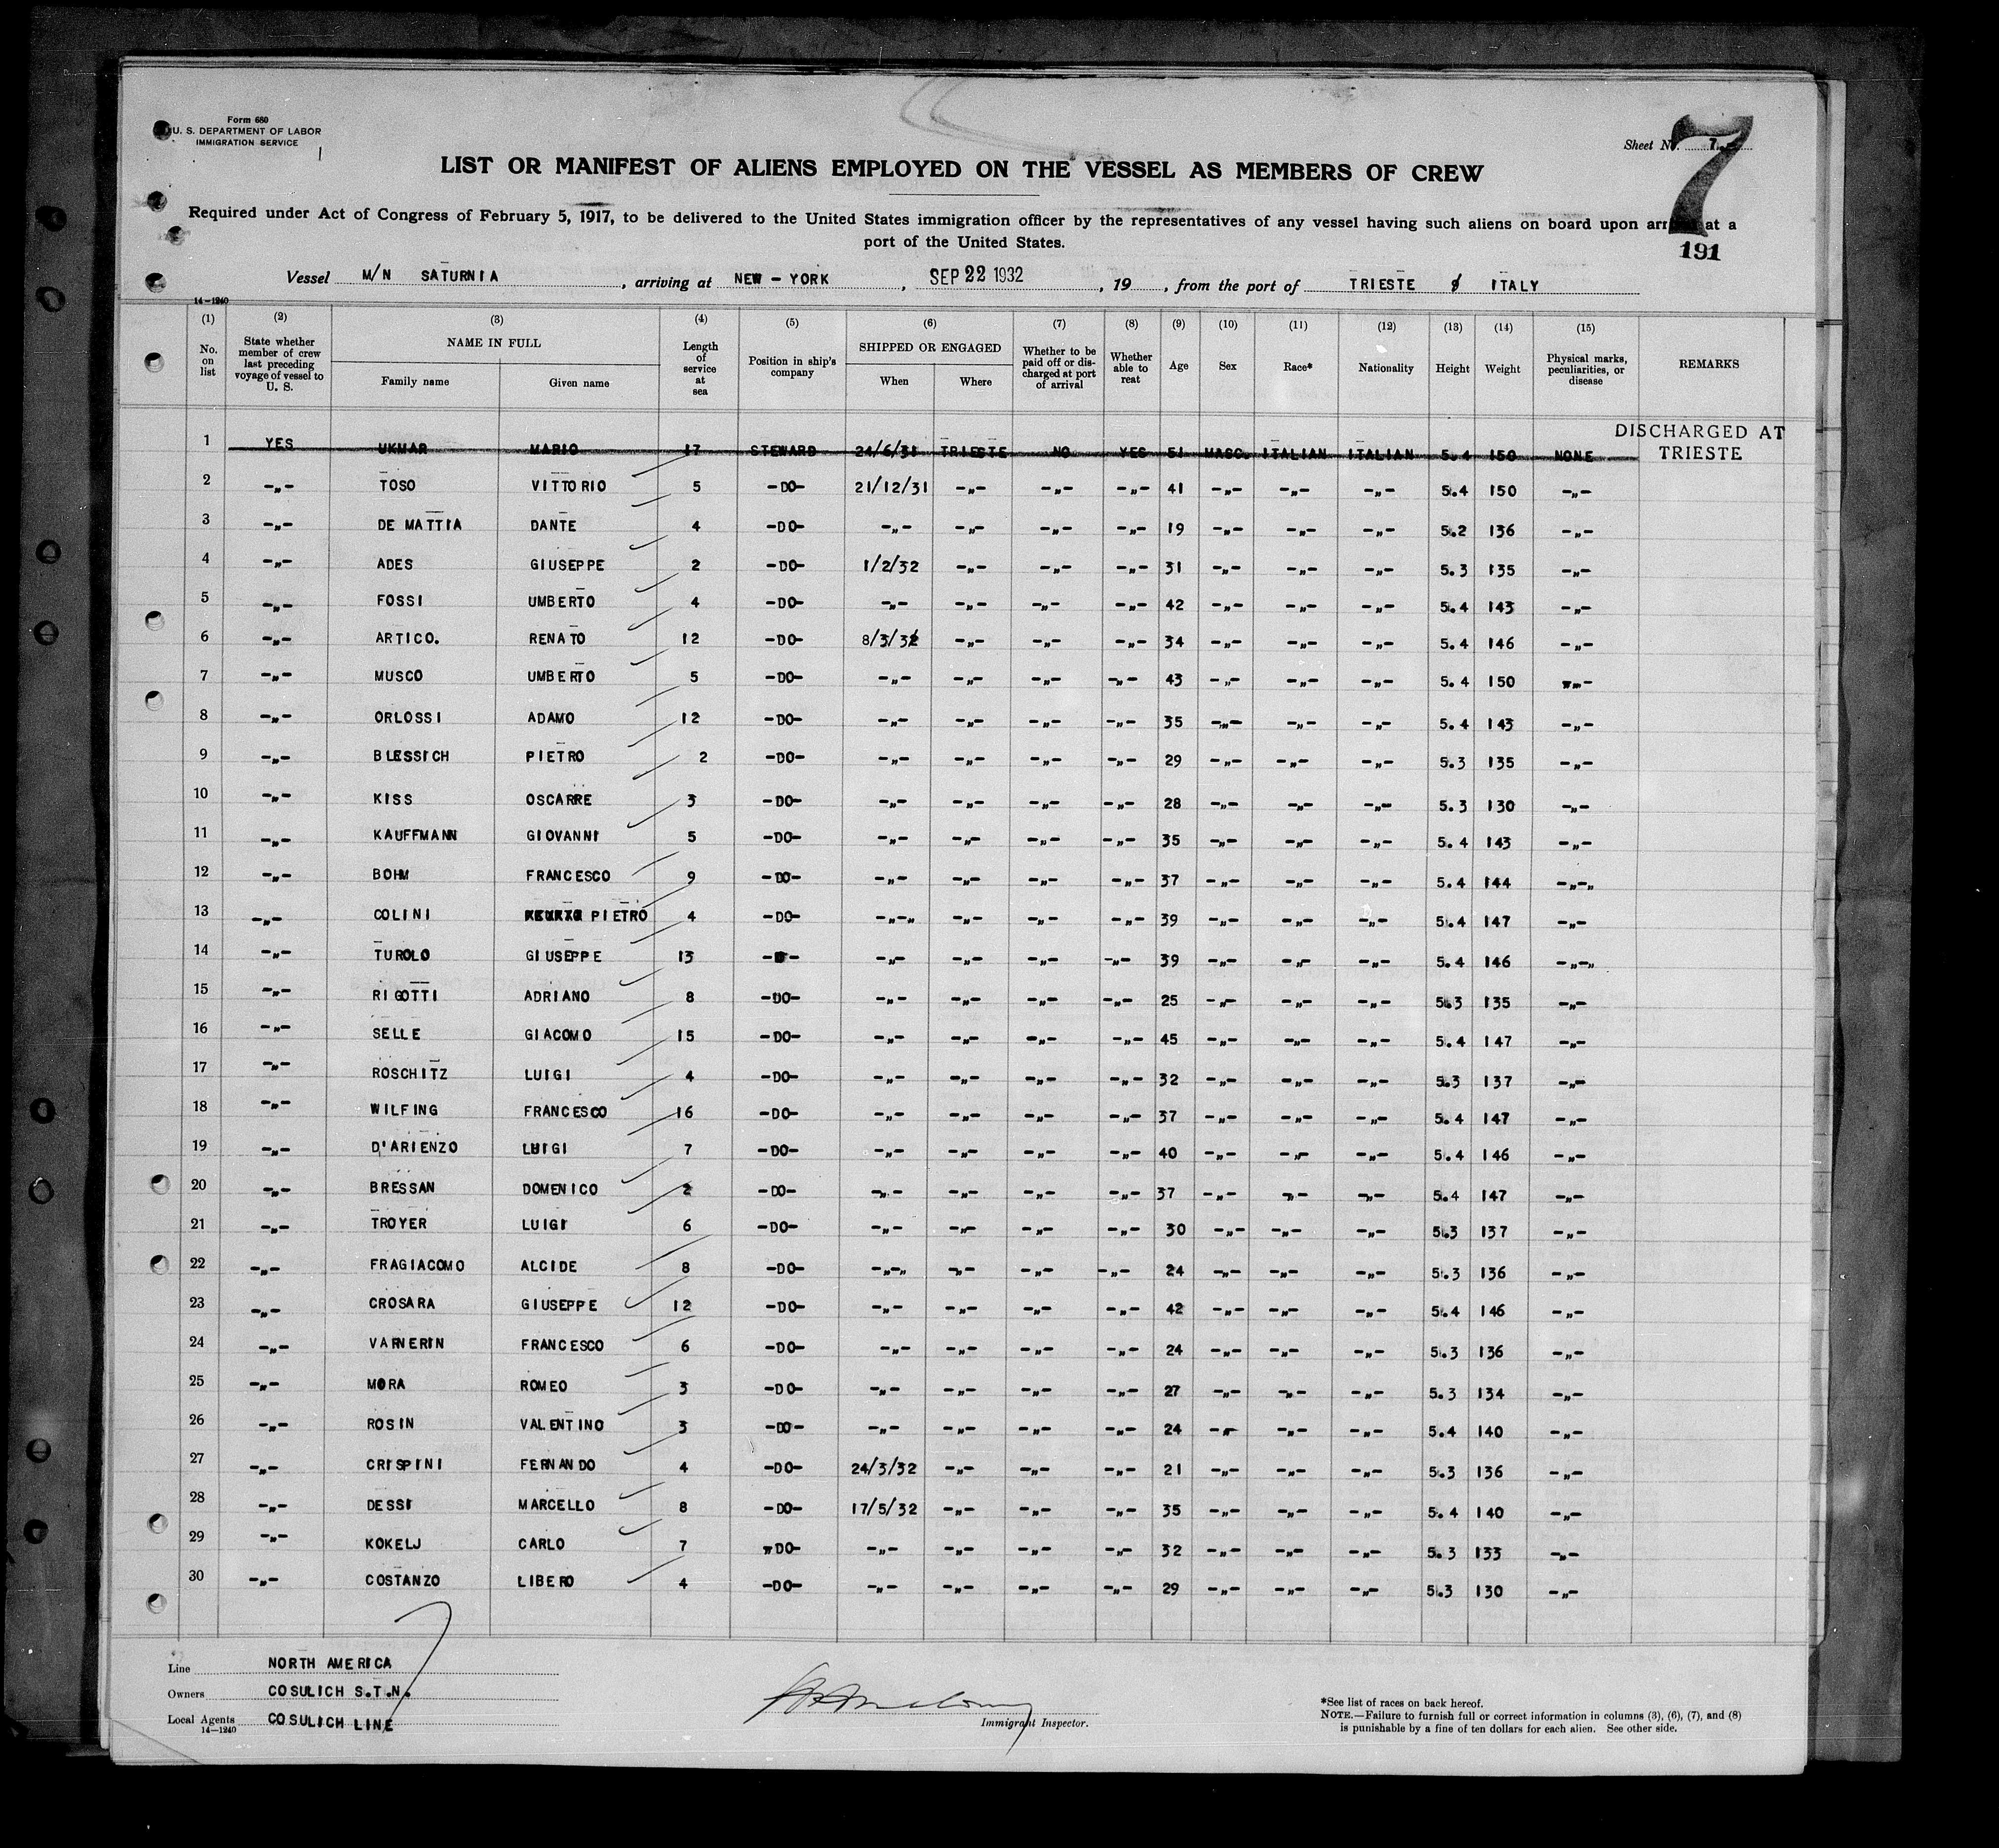 Form 680
U. S. DEPARTMENT OF LABOR
IMMIGRATION SERVICE
Sheet No. 7
7
191
LIST OR MANIFEST OF ALIENS EMPLOYED ON THE VESSEL AS MEMBERS OF CREW
Required under Act of Congress of February 5, 1917, to be delivered to the United States immigration officer by the representatives of any vessel having such aliens on board upon arrival at a
port of the United States.
Vessel M/N SATURNIA , arriving at NEW-YORK , SEP 22 1932 , 19 , from the port of TRIESTE ITALY
14-1240
(1) No. on list (2) State whether member of crew last preceding voyage of vessel to U. S. (3) NAME IN FULL Family name Given name (4) Length of service at sea (5) Position in ship's company (6) SHIPPED OR ENGAGED When Where (7) Whether to be paid off or discharged at port of arrival (8) Whether able to reat (9) Age (10) Sex (11) Race* (12) Nationality (13) Height (14) Weight (15) Physical marks, peculiarities, or disease REMARKS
1 YES UKMAR MARIO 17 STEWARD 24/6/31 TRIESTE NO YES 51 MASC. ITALIAN ITALIAN 5.4 150 NONE DISCHARGED AT TRIESTE
2 -„- TOSO VITTORIO 5 -DO- 21/12/31 -„- -„- -„- 41 -„- -„- -„- 5.4 150 -„-
3 -„- DE MATTIA DANTE 4 -DO- -„- -„- -„- -„- 19 -„- -„- -„- 5.2 136 -„-
4 -„- ADES GIUSEPPE 2 -DO- 1/2/32 -„- -„- -„- 31 -„- -„- -„- 5.3 135 -„-
5 -„- FOSSI UMBERTO 4 -DO- -„- -„- -„- -„- 42 -„- -„- -„- 5.4 143 -„-
6 -„- ARTICO. RENATO 12 -DO- 8/3/32 -„- -„- -„- 34 -„- -„- -„- 5.4 146 -„-
7 -„- MUSCO UMBERTO 5 -DO- -„- -„- -„- -„- 43 -„- -„- -„- 5.4 150 -„-
8 -„- ORLOSSI ADAMO 12 -DO- -„- -„- -„- -„- 35 -„- -„- -„- 5.4 143 -„-
9 -„- BLESSICH PIETRO 2 -DO- -„- -„- -„- -„- 29 -„- -„- -„- 5.3 135 -„-
10 -„- KISS OSCARRE 3 -DO- -„- -„- -„- -„- 28 -„- -„- -„- 5.3 130 -„-
11 -„- KAUFFMANN GIOVANNI 5 -DO- -„- -„- -„- -„- 35 -„- -„- -„- 5.4 143 -„-
12 -„- BOHM FRANCESCO 9 -DO- -„- -„- -„- -„- 37 -„- -„- -„- 5.4 144 -„-„
13 -„- COLINI PIETRO 4 -DO- -„-„ -„- -„- -„- 39 -„- -„- -„- 5.4 147 -„-
14 -„- TUROLO GIUSEPPE 13 -„- -„- -„- -„- 39 -„- -„- -„- 5.4 146 -„-„
15 -„- RIGOTTI ADRIANO 8 -DO- -„- -„- -„- -„- 25 -„- -„- -„- 5.3 135 -„-
16 -„- SELLE GIACOMO 15 -DO- -„- -„- -„- -„- 45 -„- -„- -„- 5.4 147 -„-
17 -„- ROSCHITZ LUIGI 4 -DO- -„- -„- -„- -„- 32 -„- -„- -„- 5.3 137 -„-
18 -„- WILFING FRANCESCO 16 -DO- -„- -„- -„- -„- 37 -„- -„- -„- 5.4 147 -„-
19 -„- D'ARIENZO LUIGI 7 -DO- -„- -„- -„- -„- 40 -„- -„- -„- 5.4 146 -„-
20 -„- BRESSAN DOMENICO 2 -DO- -„- -„- -„- -„- 37 -„- -„- -„- 5.4 147 -„-
21 -„- TROYER LUIGI 6 -DO- -„- -„- -„- -„- 30 -„- -„- -„- 5.3 137 -„-
22 -„- FRAGIACOMO ALCIDE 8 -DO- -„-„ -„- -„- -„- 24 -„- -„- -„- 5.3 136 -„-
23 -„- CROSARA GIUSEPPE 12 -DO- -„- -„- -„- -„- 42 -„- -„- -„- 5.4 146 -„-
24 -„- VARNERIN FRANCESCO 6 -DO- -„- -„- -„- -„- 24 -„- -„- -„- 5.3 136 -„-
25 -„- MORA ROMEO 3 -DO- -„- -„- -„- -„- 27 -„- -„- -„- 5.3 134 -„-
26 -„- ROSIN VALENTINO 3 -DO- -„- -„- -„- -„- 24 -„- -„- -„- 5.4 140 -„-
27 -„- CRISPINI FERNANDO 4 -DO- 24/3/32 -„- -„- -„- 21 -„- -„- -„- 5.3 136 -„-
28 -„- DESSI MARCELLO 8 -DO- 17/5/32 -„- -„- -„- 35 -„- -„- -„- 5.4 140 -„-
29 -„- KOKELJ CARLO 7 -DO- -„- -„- -„- -„- 32 -„- -„- -„- 5.3 133 -„-
30 -„- COSTANZO LIBERO 4 -DO- -„- -„- -„- -„- 29 -„- -„- -„- 5.3 130 -„-
Line NORTH AMERICA
Owners COSULICH S.T.N.
Local Agents COSULICH LINE
14-1240
Immigrant Inspector.
*See list of races on back hereof.
NOTE.—Failure to furnish full or correct information in columns (3), (6), (7), and (8)
is punishable by a fine of ten dollars for each alien. See other side.